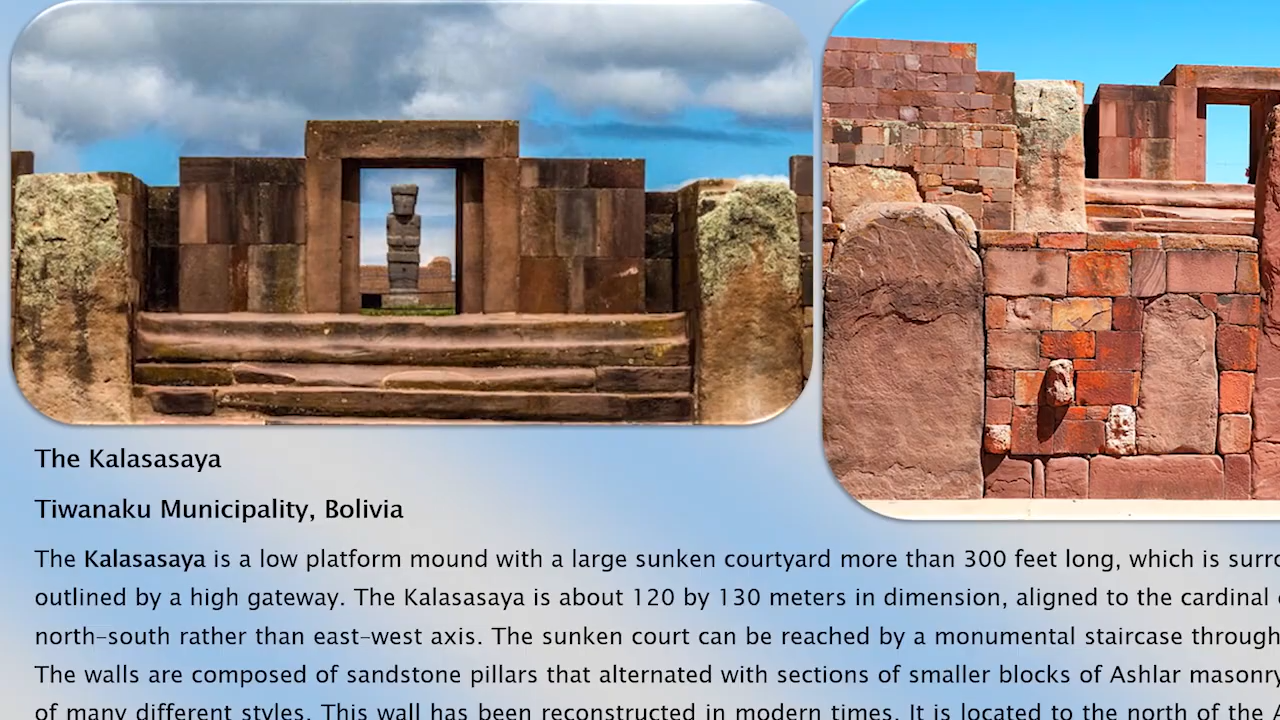 The Kalasasaya
Tiwanaku Municipality, Bolivia
The Kalasasaya is a low platform mound with a large sunken courtyard more than 300 feet long, which is
outlined by a high gateway. The Kalasasaya is about 120 by 130 meters in dimension, aligned to the cardinal
north-south rather than east-west axis. The sunken court can be reached by a monumental staircase through
The walls are composed of sandstone pillars that alternated with sections of smaller blocks of Ashlar masonry
of many different styles. This wall has been reconstructed in modern times. It is located to the north of the